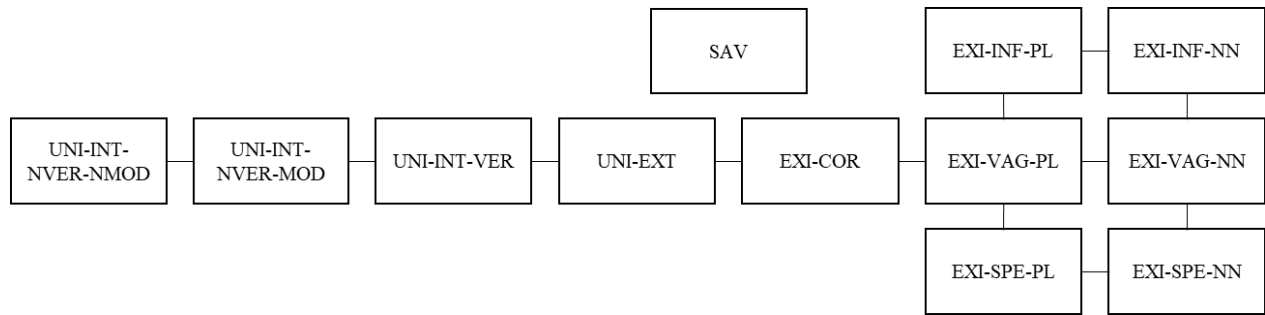 SAV
EXI-INF-PL
EXI-INF-NN
UNI-INT-
NVER-NMOD
UNI-INT-
NVER-MOD
UNI-INT-VER
UNI-EXT
EXI-COR
EXI-VAG-PL
EXI-VAG-NN
EXI-SPE-PL
EXI-SPE-NN